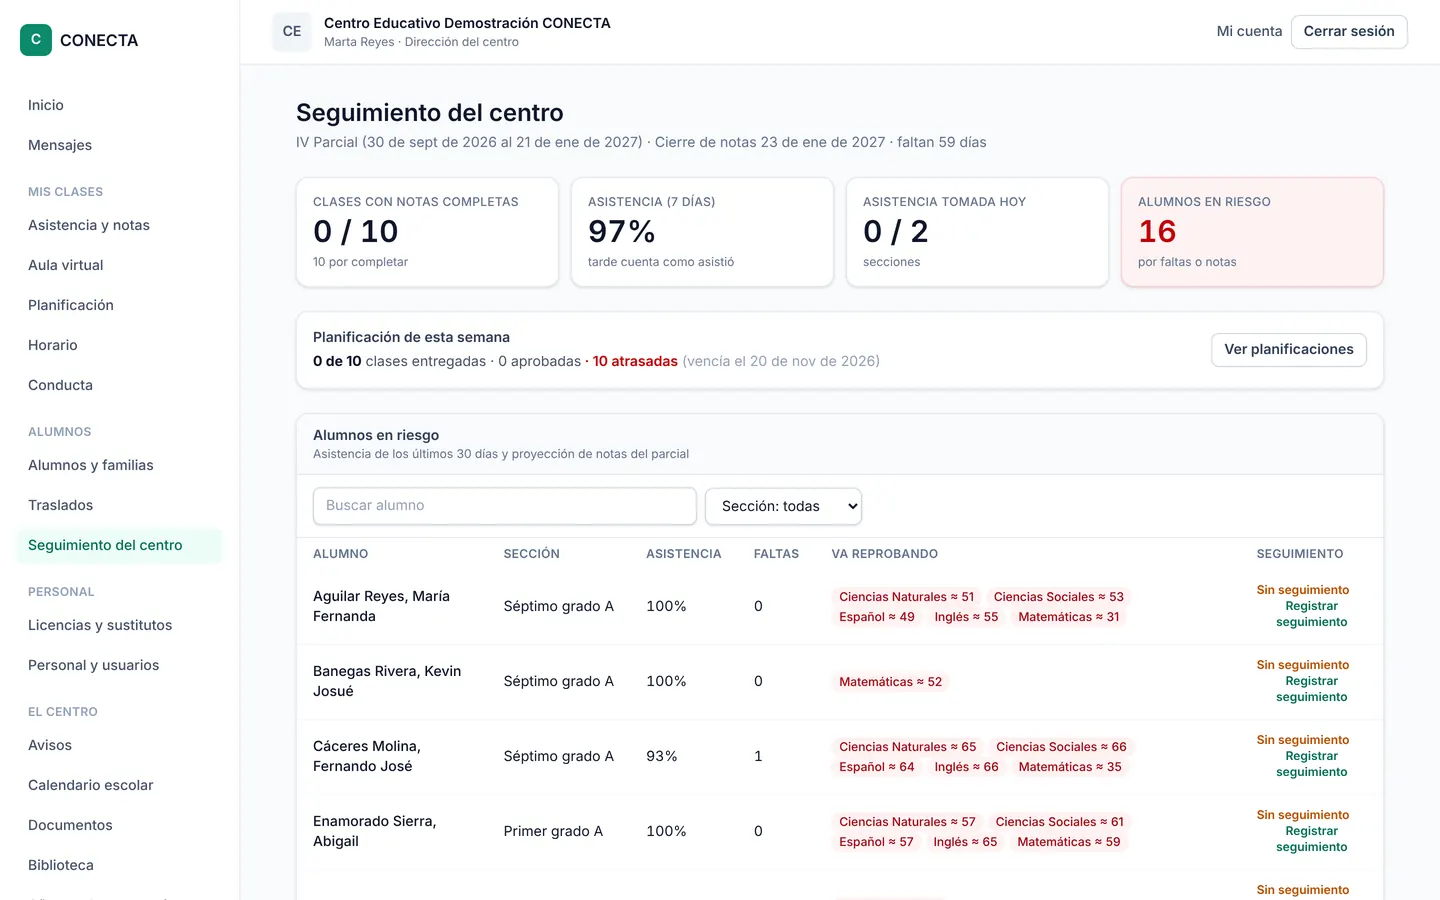 C CONECTA
CE
Centro Educativo Demostración CONECTA
Marta Reyes · Dirección del centro
Mi cuenta
Cerrar sesión
Inicio
Mensajes
MIS CLASES
Asistencia y notas
Aula virtual
Planificación
Horario
Conducta
ALUMNOS
Alumnos y familias
Traslados
Seguimiento del centro
PERSONAL
Licencias y sustitutos
Personal y usuarios
EL CENTRO
Avisos
Calendario escolar
Documentos
Biblioteca
Seguimiento del centro
IV Parcial (30 de sept de 2026 al 21 de ene de 2027) · Cierre de notas 23 de ene de 2027 · faltan 59 días
CLASES CON NOTAS COMPLETAS
0 / 10
10 por completar
ASISTENCIA (7 DÍAS)
97%
tarde cuenta como asistió
ASISTENCIA TOMADA HOY
0 / 2
secciones
ALUMNOS EN RIESGO
16
por faltas o notas
Planificación de esta semana
0 de 10 clases entregadas · 0 aprobadas · 10 atrasadas (vencía el 20 de nov de 2026)
Ver planificaciones
Alumnos en riesgo
Asistencia de los últimos 30 días y proyección de notas del parcial
Buscar alumno
Sección: todas
ALUMNO SECCIÓN ASISTENCIA FALTAS VA REPROBANDO SEGUIMIENTO
Aguilar Reyes, María
Fernanda
Séptimo grado A
100%
0
Ciencias Naturales ≈ 51 Ciencias Sociales ≈ 53
Español ≈ 49 Inglés ≈ 55 Matemáticas ≈ 31
Sin seguimiento
Registrar
seguimiento
Banegas Rivera, Kevin
Josué
Séptimo grado A
100%
0
Matemáticas ≈ 52
Sin seguimiento
Registrar
seguimiento
Cáceres Molina,
Fernando José
Séptimo grado A
93%
1
Ciencias Naturales ≈ 65 Ciencias Sociales ≈ 66
Español ≈ 64 Inglés ≈ 66 Matemáticas ≈ 35
Sin seguimiento
Registrar
seguimiento
Enamorado Sierra,
Abigail
Primer grado A
100%
0
Ciencias Naturales ≈ 57 Ciencias Sociales ≈ 61
Español ≈ 57 Inglés ≈ 65 Matemáticas ≈ 59
Sin seguimiento
Registrar
seguimiento
Sin seguimiento